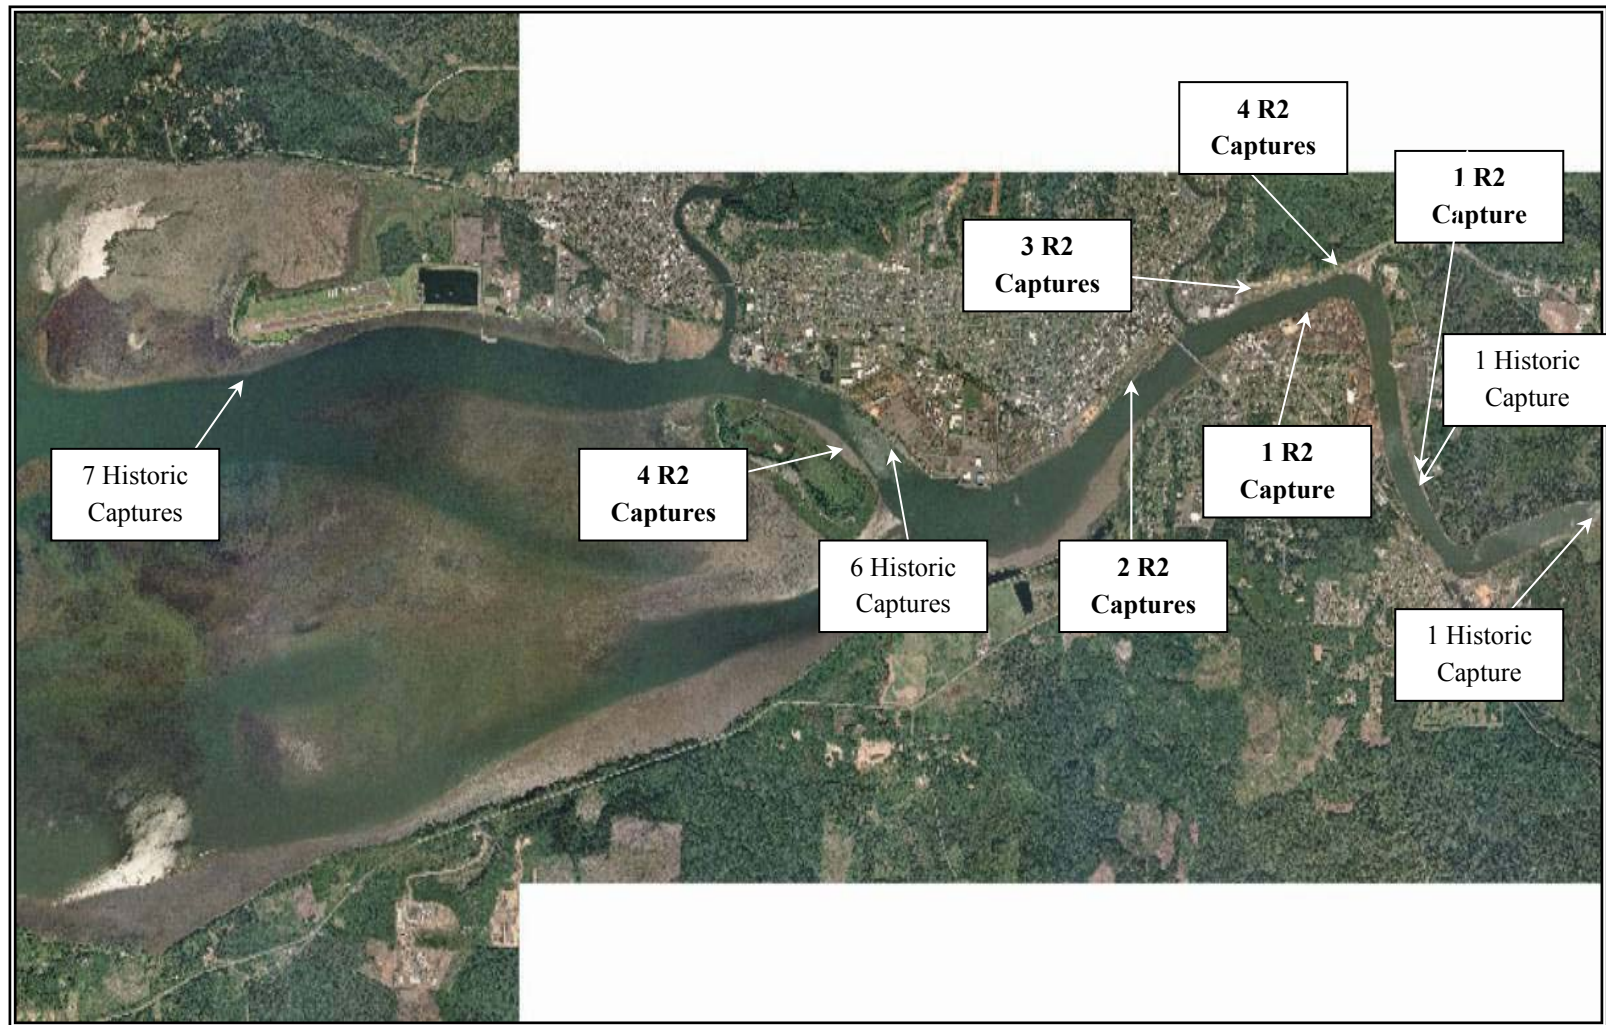 4 R2
Captures
1 R2
Capture
3 R2
Captures
1 Historic
Capture
7 Historic
Captures
4 R2
Captures
1 R2
Capture
6 Historic
Captures
2 R2
Captures
1 Historic
Capture